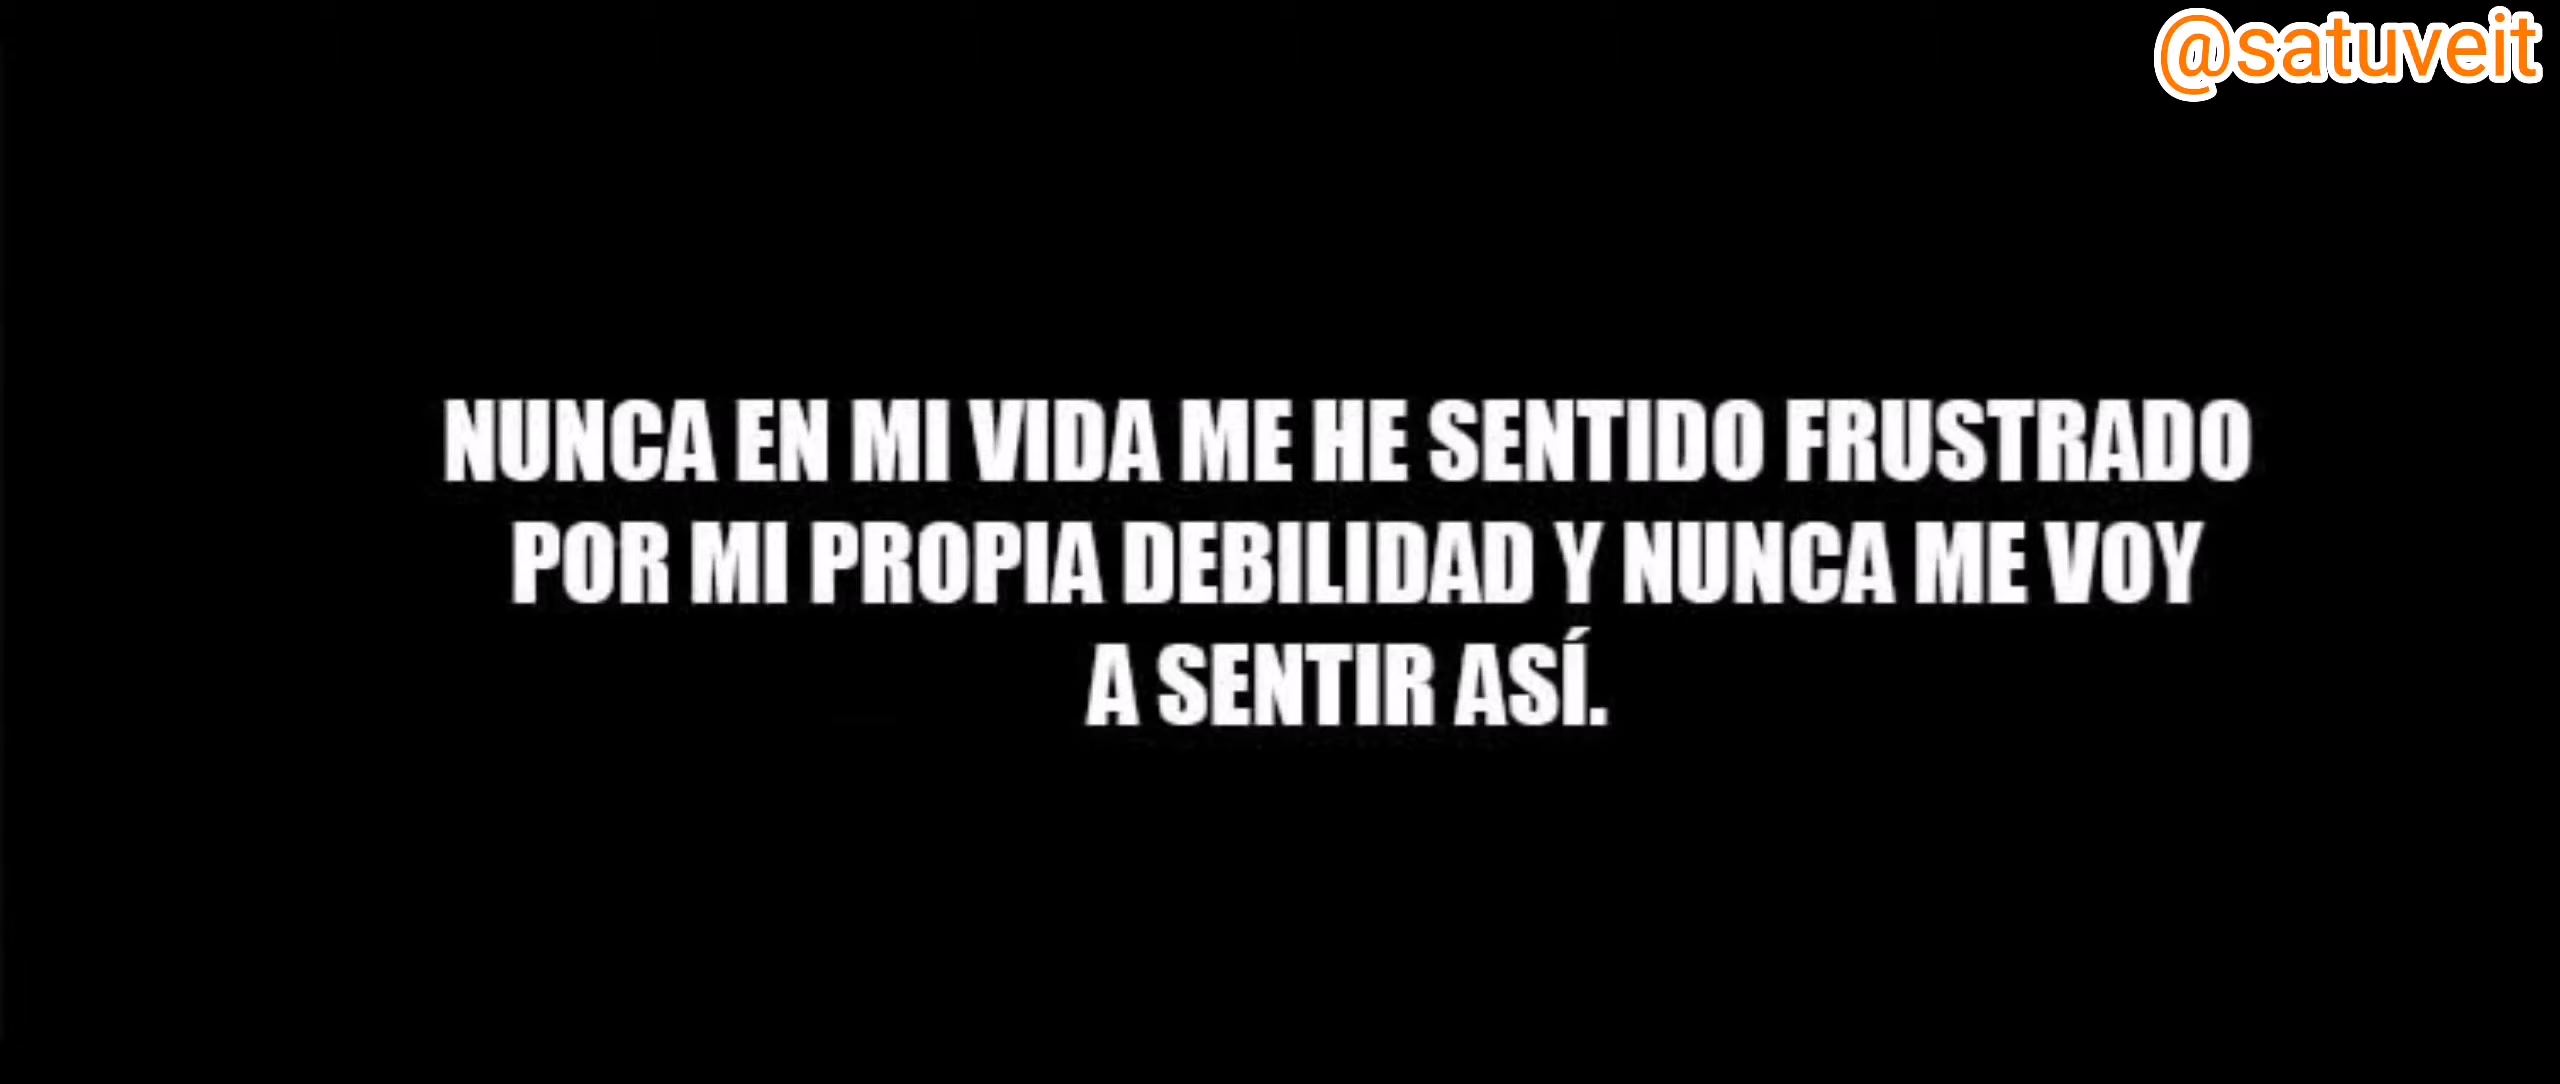 @satuveit
NUNCA EN MI VIDA ME HE SENTIDO FRUSTRADO
POR MI PROPIA DEBILIDAD Y NUNCA ME VOY
A SENTIR ASÍ.